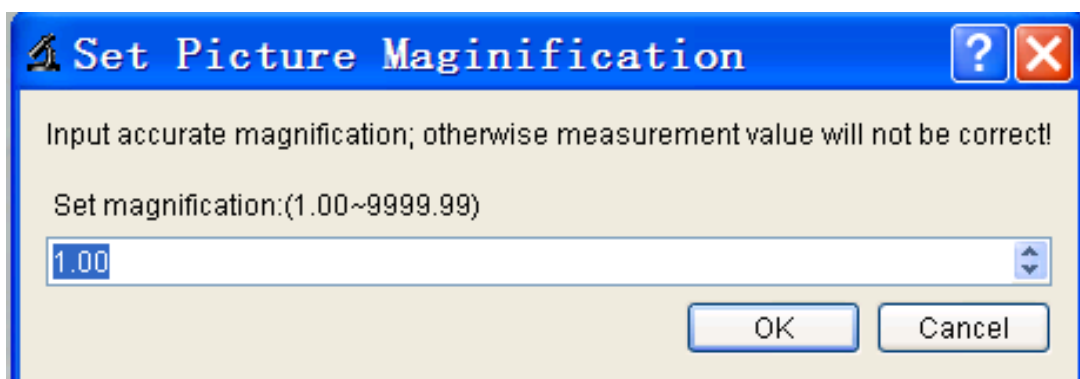 Set Picture Maginification
Input accurate magnification; otherwise measurement value will not be correct!
Set magnification:(1.00~9999.99)
1.00
OK Cancel